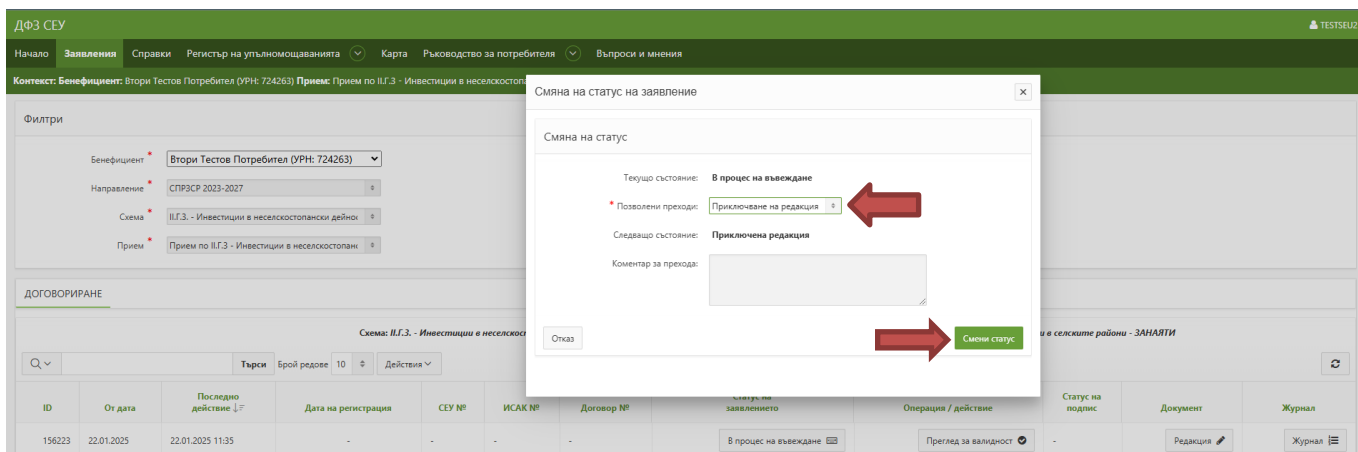 ДФЗ СЕУ
TESTSEU2
Начало Заявления Справки Регистър на упълномощаванията Карта Ръководство за потребителя Въпроси и мнения
Контекст: Бенефициент: Втори Тестов Потребител (УРН: 724263) Прием: Прием по II.Г.3 - Инвестиции в неселскостопа
Филтри
Бенефициент * Втори Тестов Потребител (УРН: 724263)
Направление * СПРЗСР 2023-2027
Схема * II.Г.3. - Инвестиции в неселскостопански дейнос
Прием * Прием по II.Г.3 - Инвестиции в неселскостопан
Смяна на статус на заявление
Смяна на статус
Текущо състояние: В процес на въвеждане
* Позволени преходи: Приключване на редакция
Следващо състояние: Приключена редакция
Коментар за прехода:
Отказ Смени статус
ДОГОВОРИРАНЕ
Схема: II.Г.3. - Инвестиции в неселскос и в селските райони - ЗАНАЯТИ
Търси Брой редове 10 Действия
ID От дата Последно действие Дата на регистрация СЕУ № ИСАК № Договор № Статус на заявлението Операция / действие Статус на подпис Документ Журнал
156223 22.01.2025 22.01.2025 11:35 - - - - В процес на въвеждане Преглед за валидност - Редакция Журнал